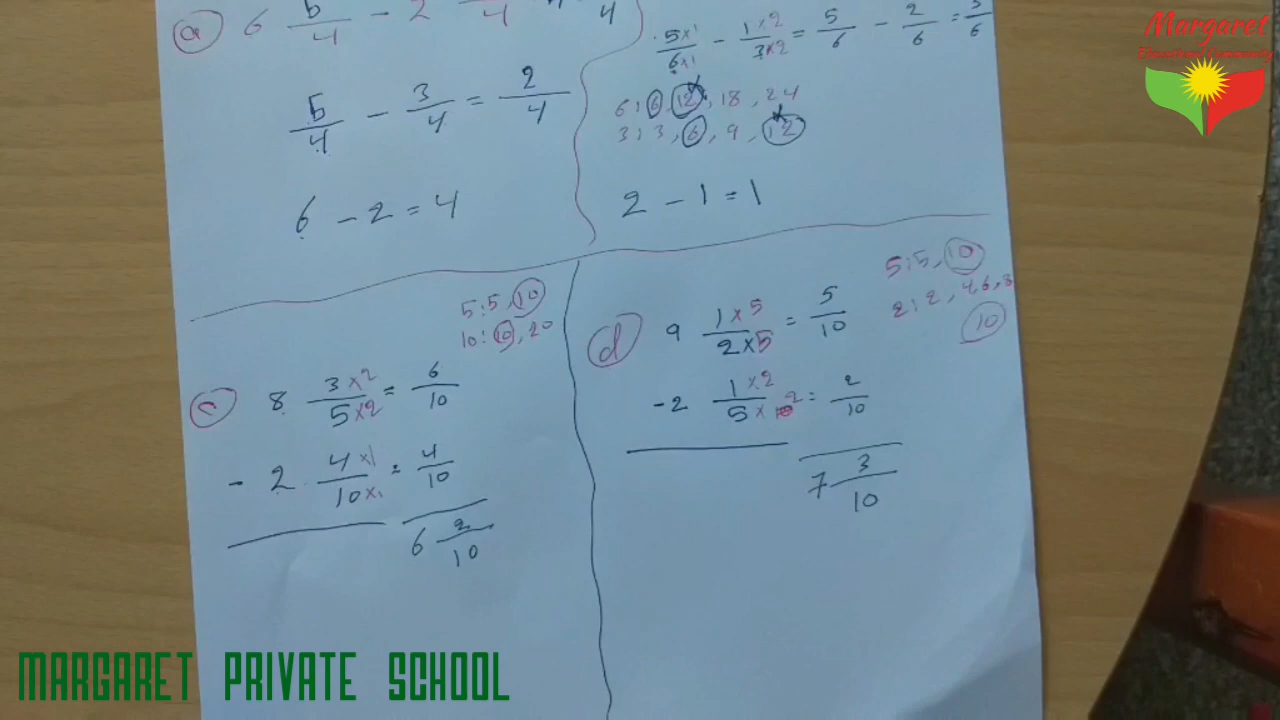 a 6 5/4 - 2 /4 4
5/4 - 3/4 = 2/4
6 - 2 = 4
5×1/6×1 - 1×2/3×2 = 5/6 - 2/6 = 3/6
6: 6, 12, 18, 24
3: 3, 6, 9, 12
2 - 1 = 1
5: 5, 10
10: 10, 20
c 8 3×2/5×2 = 6/10
- 2 4×1/10×1 = 4/10
6 2/10
5: 5, 10
2: 2, 4, 6, 8
10
d 9 1×5/2×5 = 5/10
- 2 1×2/5×2 = 2/10
7 3/10
Margaret
Educational Community
MARGARET PRIVATE SCHOOL